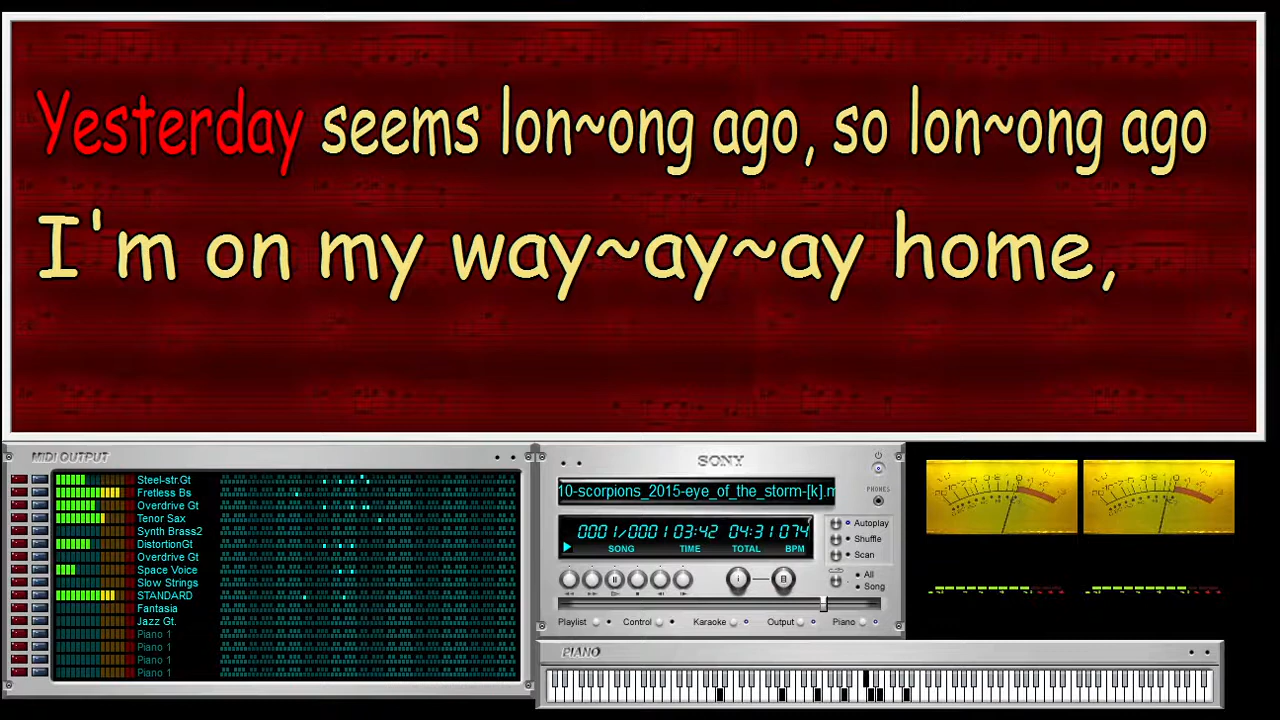 Yesterday seems lon~ong ago, so lon~ong ago
I'm on my way~ay~ay home,
MIDI OUTPUT
Steel-str.Gt
Fretless Bs
Overdrive Gt
Tenor Sax
Synth Brass2
DistortionGt
Overdrive Gt
Space Voice
Slow Strings
STANDARD
Fantasia
Jazz Gt.
Piano 1
Piano 1
Piano 1
Piano 1
SONY
10-scorpions_2015-eye_of_the_storm-[k].m
PHONES
0001/0001 03:42 04:31 074
SONG TIME TOTAL BPM
Autoplay
Shuffle
Scan
All
Song
Playlist Control Karaoke Output Piano
PIANO